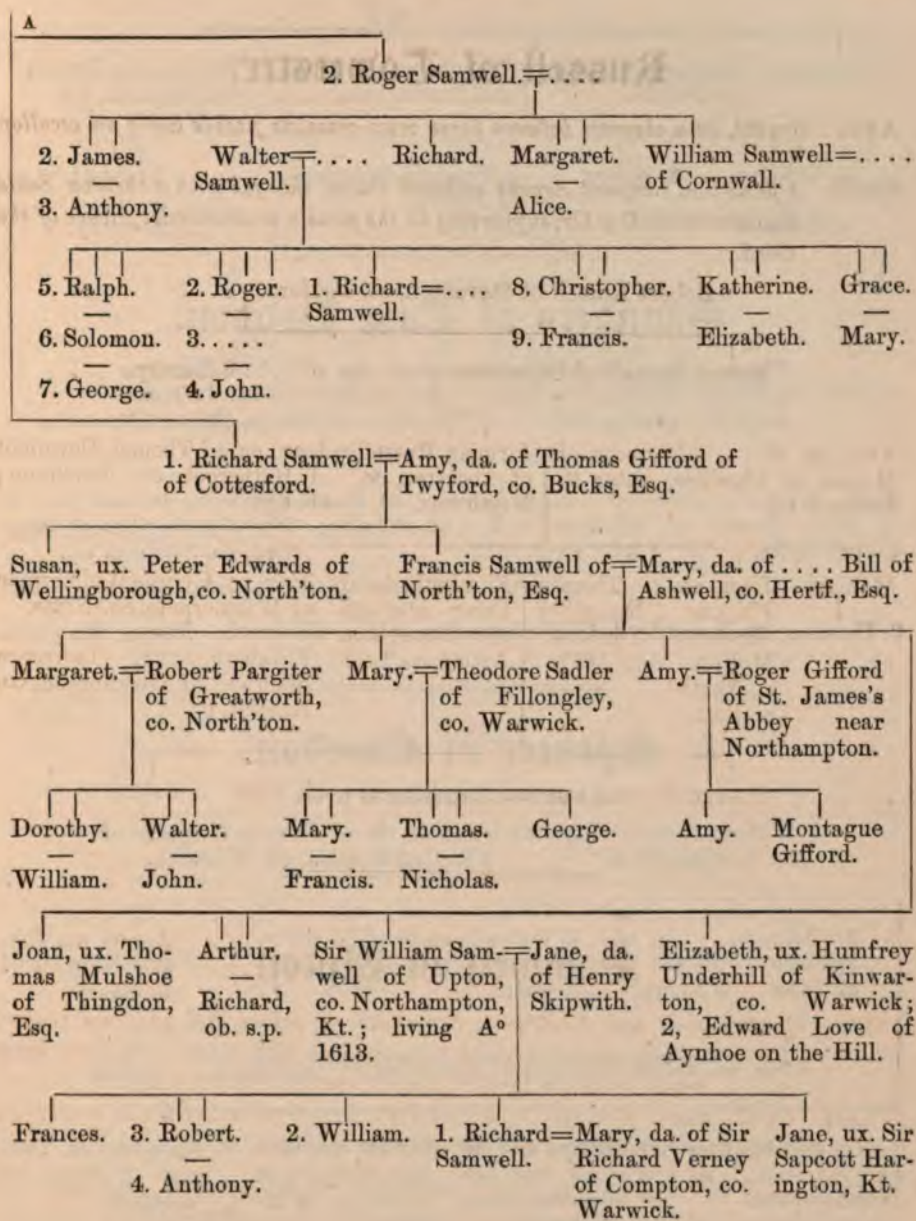 A
2. Roger Samwell.=. . . .
2. James. Walter=. . . . Richard. Margaret. William Samwell=. . . .
— Samwell. — of Cornwall.
3. Anthony. Alice.
5. Ralph. 2. Roger. 1. Richard=. . . . 8. Christopher. Katherine. Grace.
— — Samwell. — — —
6. Solomon. 3. . . . . 9. Francis. Elizabeth. Mary.
— —
7. George. 4. John.
1. Richard Samwell=Amy, da. of Thomas Gifford of
of Cottesford. Twyford, co. Bucks, Esq.
Susan, ux. Peter Edwards of Francis Samwell of=Mary, da. of . . . . Bill of
Wellingborough, co. North'ton. North'ton, Esq. Ashwell, co. Hertf., Esq.
Margaret.=Robert Pargiter Mary.=Theodore Sadler Amy.=Roger Gifford
of Greatworth, of Fillongley, of St. James's
co. North'ton. co. Warwick. Abbey near
Northampton.
Dorothy. Walter. Mary. Thomas. George. Amy. Montague
— — — — Gifford.
William. John. Francis. Nicholas.
Joan, ux. Tho- Arthur. Sir William Sam-=Jane, da. Elizabeth, ux. Humfrey
mas Mulshoe — well of Upton, of Henry Underhill of Kinwar-
of Thingdon, Richard, co. Northampton, Skipwith. ton, co. Warwick;
Esq. ob. s.p. Kt.; living Aº 2, Edward Love of
1613. Aynhoe on the Hill.
Frances. 3. Robert. 2. William. 1. Richard=Mary, da. of Sir Jane, ux. Sir
— Samwell. Richard Verney Sapcott Har-
4. Anthony. of Compton, co. ington, Kt.
Warwick.